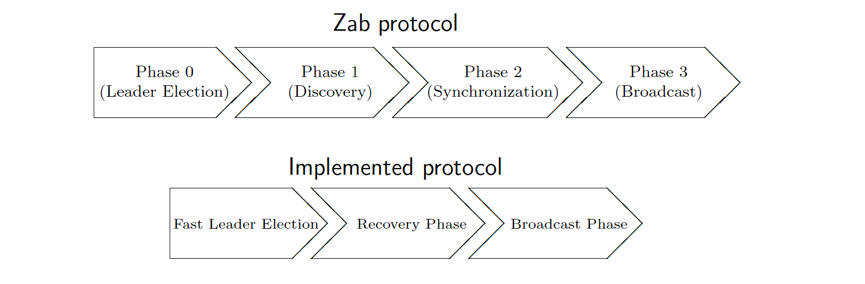 Zab protocol
Phase 0
(Leader Election)
Phase 1
(Discovery)
Phase 2
(Synchronization)
Phase 3
(Broadcast)
Implemented protocol
Fast Leader Election
Recovery Phase
Broadcast Phase